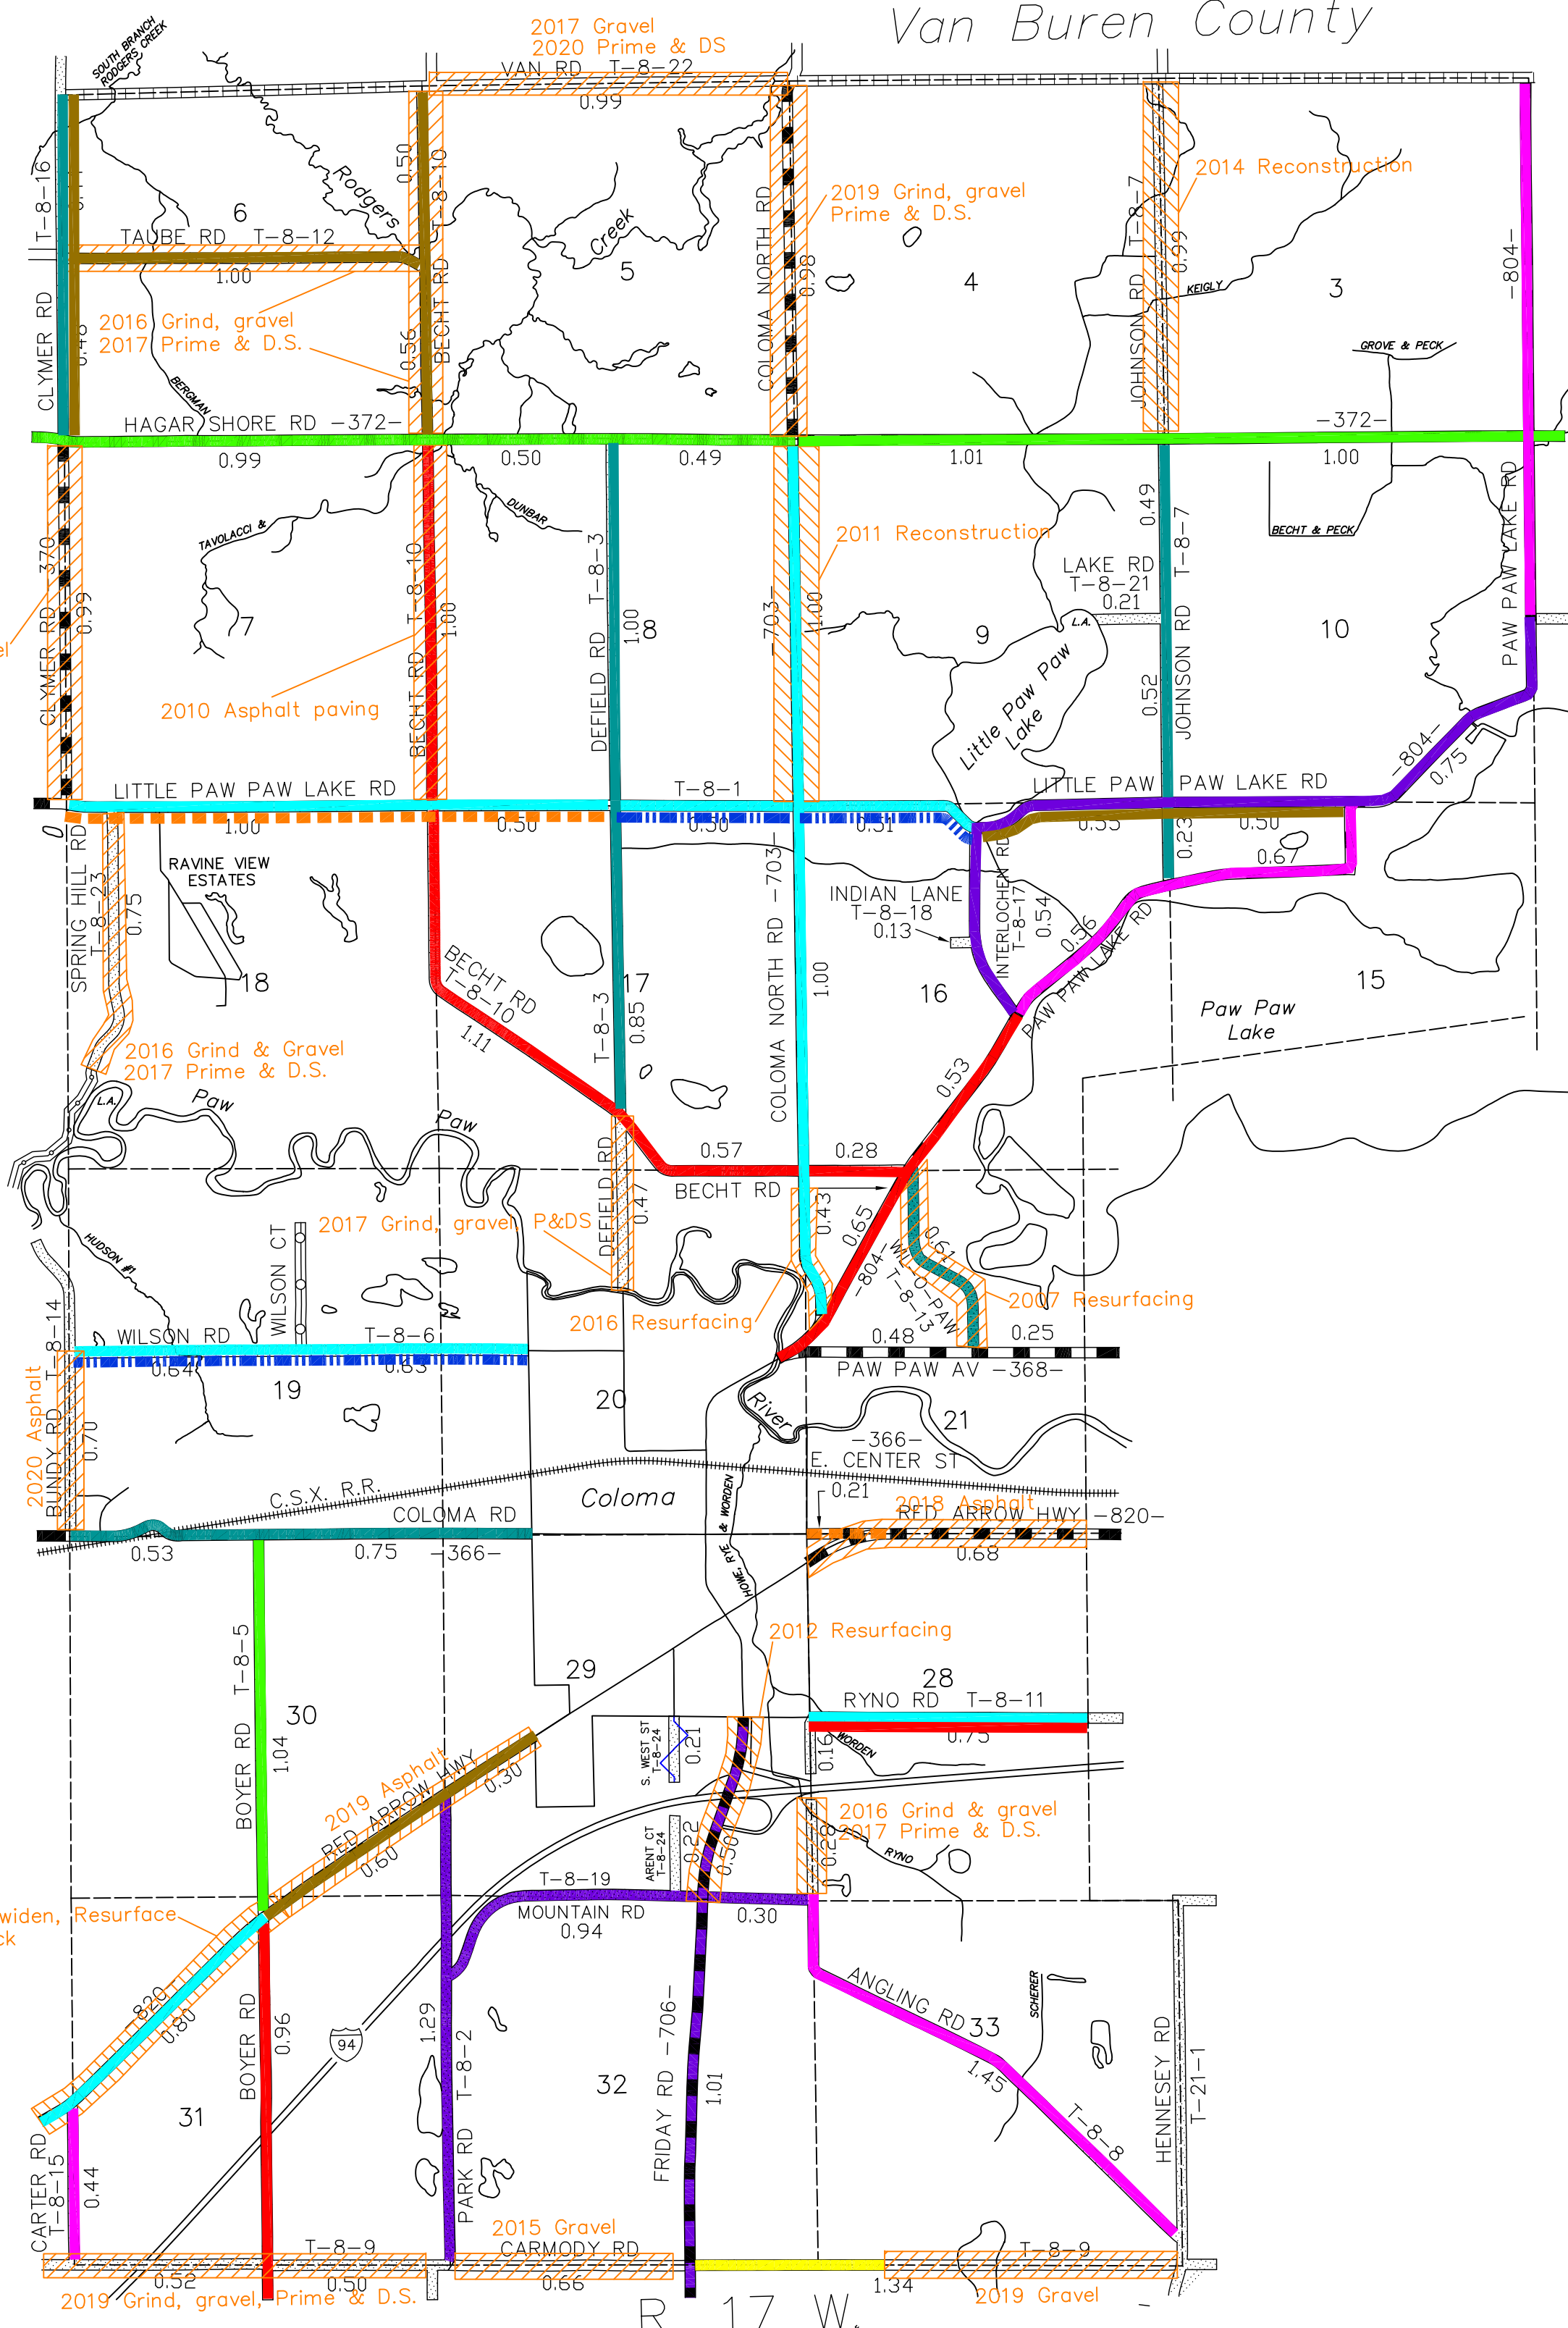 Van Buren County
SOUTH BRANCH
RODGERS CREEK
2017 Gravel
2020 Prime & DS
VAN RD T-8-22
0.99
T-8-16
CLYMER RD
0.48
6
TAUBE RD T-8-12
1.00
Rodgers
Creek
0.50
T-8-10
BECHT RD
0.56
2016 Grind, gravel
2017 Prime & D.S.
BERGMAN
5
COLOMA NORTH RD
0.98
2019 Grind, gravel
Prime & D.S.
4
JOHNSON RD T-8-7
0.99
2014 Reconstruction
KEIGLY
3
-804-
GROVE & PECK
HAGAR SHORE RD -372-
-372-
0.99
0.50
0.49
1.01
1.00
CLYMER RD 370
0.99
TAVOLACCI &
7
DUNBAR
BECHT RD T-8-10
1.00
2010 Asphalt paving
DEFIELD RD T-8-3
1.00
8
-703-
1.00
2011 Reconstruction
9
LAKE RD
T-8-21
0.21
L.A.
Little Paw Paw
Lake
0.49
0.52
JOHNSON RD T-8-7
BECHT & PECK
10
PAW PAW LAKE RD
-804-
0.75
LITTLE PAW PAW LAKE RD
T-8-1
LITTLE PAW PAW LAKE RD
1.00
0.50
0.50
0.51
0.55
0.50
0.23
0.67
SPRING HILL RD
T-8-23
0.75
RAVINE VIEW
ESTATES
18
BECHT RD
T-8-10
1.11
17
T-8-3
0.85
COLOMA NORTH RD -703-
1.00
INDIAN LANE
T-8-18
0.13
INTERLOCHEN RD
T-8-17
0.54
16
0.56
PAW PAW LAKE RD
15
Paw Paw
Lake
2016 Grind & Gravel
2017 Prime & D.S.
L.A.
Paw
Paw
0.53
0.57
0.28
BECHT RD
DEFIELD RD
0.47
2017 Grind, gravel, P&DS
HUDSON #1
WILSON CT
0.43
0.65
-804-
0.61
WIL-O-PAW
T-8-13
2007 Resurfacing
2016 Resurfacing
T-8-14
WILSON RD
T-8-6
0.64
0.63
19
20
0.48
0.25
PAW PAW AV -368-
River
21
2020 Asphalt
BUNDY RD
0.70
C.S.X. R.R.
-366-
E. CENTER ST
Coloma
0.21
COLOMA RD
0.53
0.75 -366-
HOWE, RYE & WORDEN
2018 Asphalt
RED ARROW HWY -820-
0.68
2012 Resurfacing
BOYER RD T-8-5
1.04
30
29
28
RYNO RD T-8-11
0.75
WORDEN
0.16
S. WEST ST
T-8-24
0.21
2019 Asphalt
RED ARROW HWY
0.30
0.60
ARENT CT
T-8-24
0.22
0.50
2016 Grind & gravel
2017 Prime & D.S.
0.28
RYNO
T-8-19
MOUNTAIN RD
0.94
0.30
widen, Resurface
-820-
0.80
BOYER RD
0.96
94
1.29
PARK RD T-8-2
31
32
FRIDAY RD -706-
1.01
ANGLING RD
33
1.45
T-8-8
SCHERER
HENNESEY RD
T-21-1
CARTER RD
T-8-15
0.44
T-8-9
0.52
0.50
2019 Grind, gravel, Prime & D.S.
2015 Gravel
CARMODY RD
0.66
T-8-9
1.34
2019 Gravel
R 17 W.